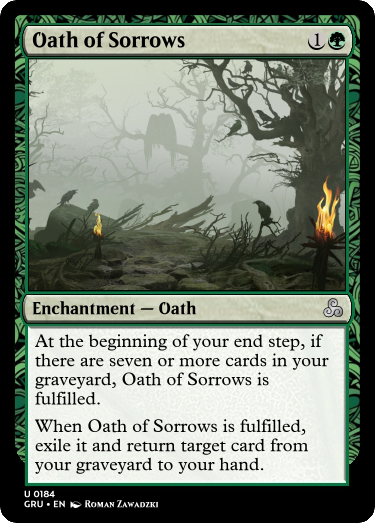 Oath of Sorrows 1
Enchantment — Oath
At the beginning of your end step, if
there are seven or more cards in your
graveyard, Oath of Sorrows is
fulfilled.
When Oath of Sorrows is fulfilled,
exile it and return target card from
your graveyard to your hand.
U 0184
GRU • EN Roman Zawadzki